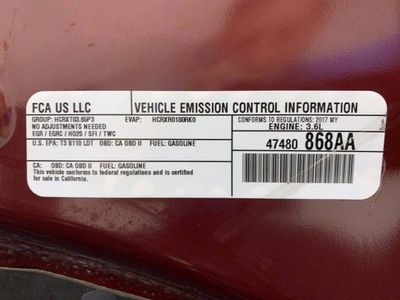 FCA US LLC VEHICLE EMISSION CONTROL INFORMATION
GROUP: HCRXT03.65P3 EVAP: HCRXR0180RK0 CONFORMS TO REGULATIONS: 2017 MY
NO ADJUSTMENTS NEEDED ENGINE: 3.6L
EGR / EGRC / HO2S / SFI / TWC
U.S. EPA: T3 B110 LDT OBD: CA OBD II FUEL: GASOLINE 47480 868AA
CA: OBD: CA OBD II FUEL: GASOLINE
This vehicle conforms to federal regulations and is not for sale
in California.